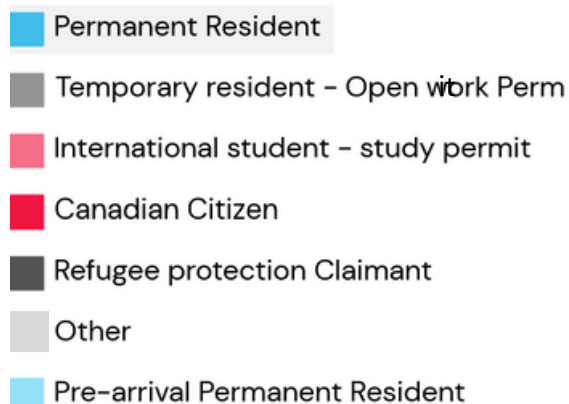 Permanent Resident
Temporary resident - Open work Permit
International student - study permit
Canadian Citizen
Refugee protection Claimant
Other
Pre-arrival Permanent Resident